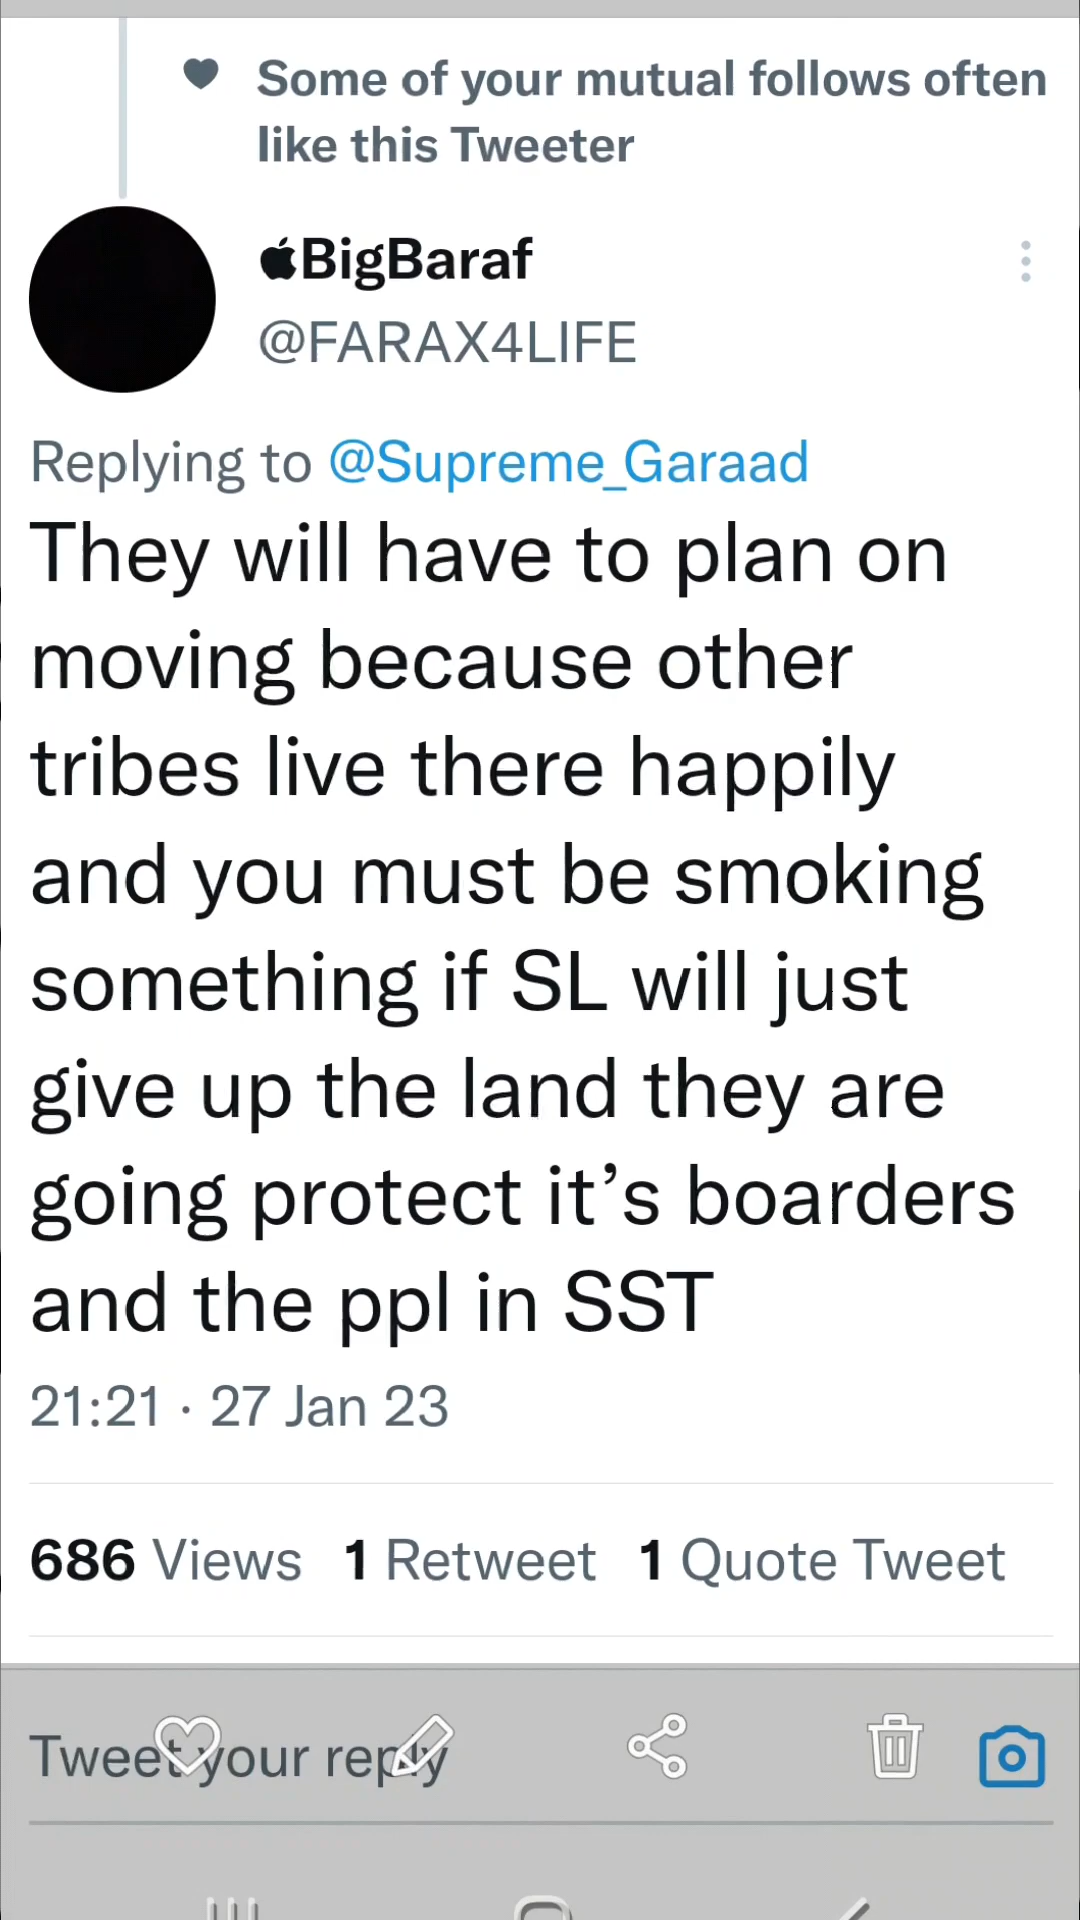 Some of your mutual follows often
like this Tweeter
BigBaraf
@FARAX4LIFE
Replying to @Supreme_Garaad
They will have to plan on
moving because other
tribes live there happily
and you must be smoking
something if SL will just
give up the land they are
going protect it’s boarders
and the ppl in SST
21:21 · 27 Jan 23
686 Views 1 Retweet 1 Quote Tweet
Tweet your reply